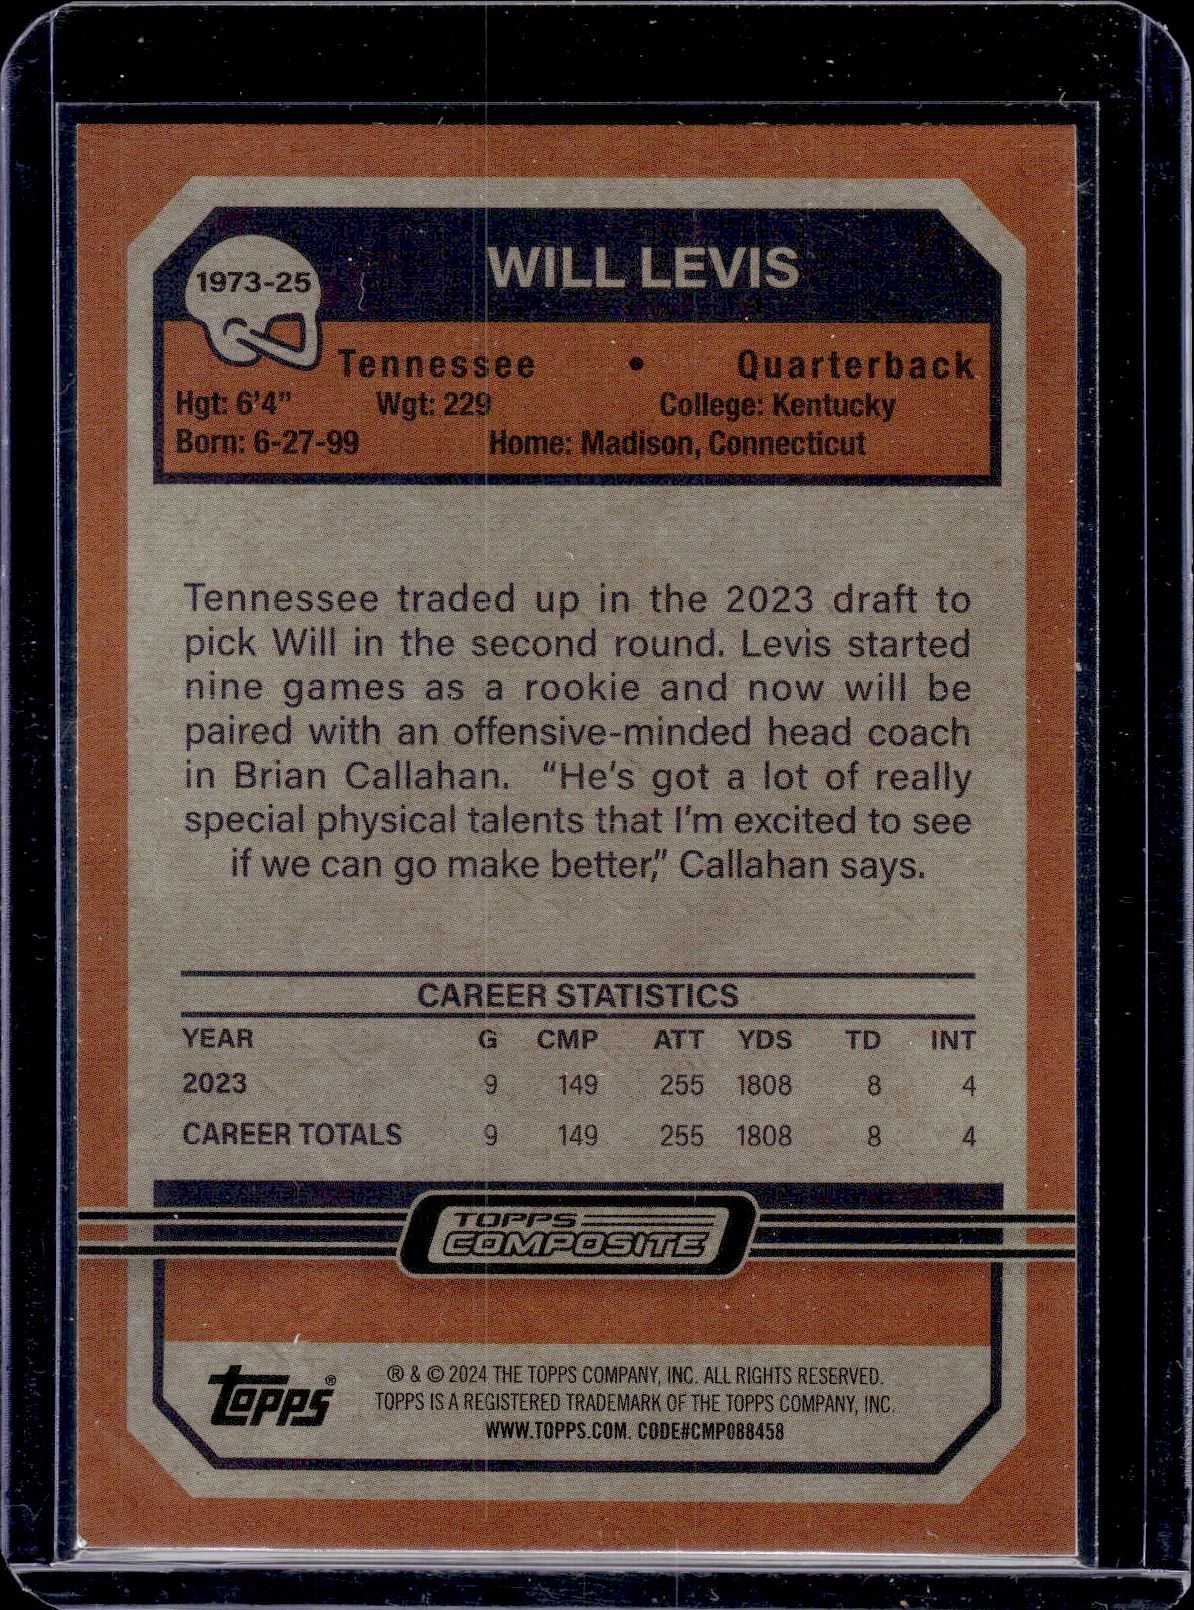 WILL LEVIS
1973-25
Tennessee • Quarterback
Hgt: 6'4" Wgt: 229 College: Kentucky
Born: 6-27-99 Home: Madison, Connecticut
Tennessee traded up in the 2023 draft to
pick Will in the second round. Levis started
nine games as a rookie and now will be
paired with an offensive-minded head coach
in Brian Callahan. “He’s got a lot of really
special physical talents that I’m excited to see
if we can go make better,” Callahan says.
CAREER STATISTICS
YEAR G CMP ATT YDS TD INT
2023 9 149 255 1808 8 4
CAREER TOTALS 9 149 255 1808 8 4
TOPPS
COMPOSITE
topps®
® & © 2024 THE TOPPS COMPANY, INC. ALL RIGHTS RESERVED.
TOPPS IS A REGISTERED TRADEMARK OF THE TOPPS COMPANY, INC.
WWW.TOPPS.COM. CODE#CMP088458